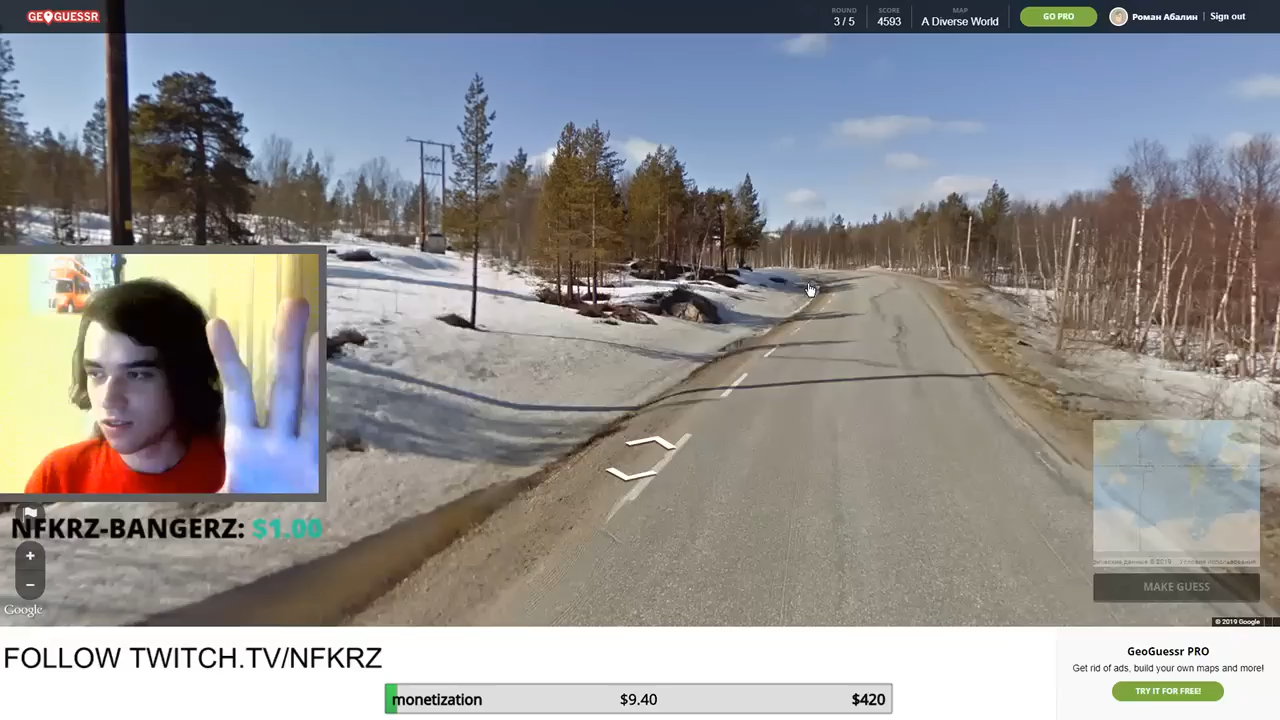 GEOGUESSR
ROUND
3 / 5
SCORE
4593
MAP
A Diverse World
GO PRO
Роман Абалин
Sign out
NFKRZ-BANGERZ: $1.00
+
−
Google
MAKE GUESS
© 2019 Google
FOLLOW TWITCH.TV/NFKRZ
monetization $9.40 $420
GeoGuessr PRO
Get rid of ads, build your own maps and more!
TRY IT FOR FREE!